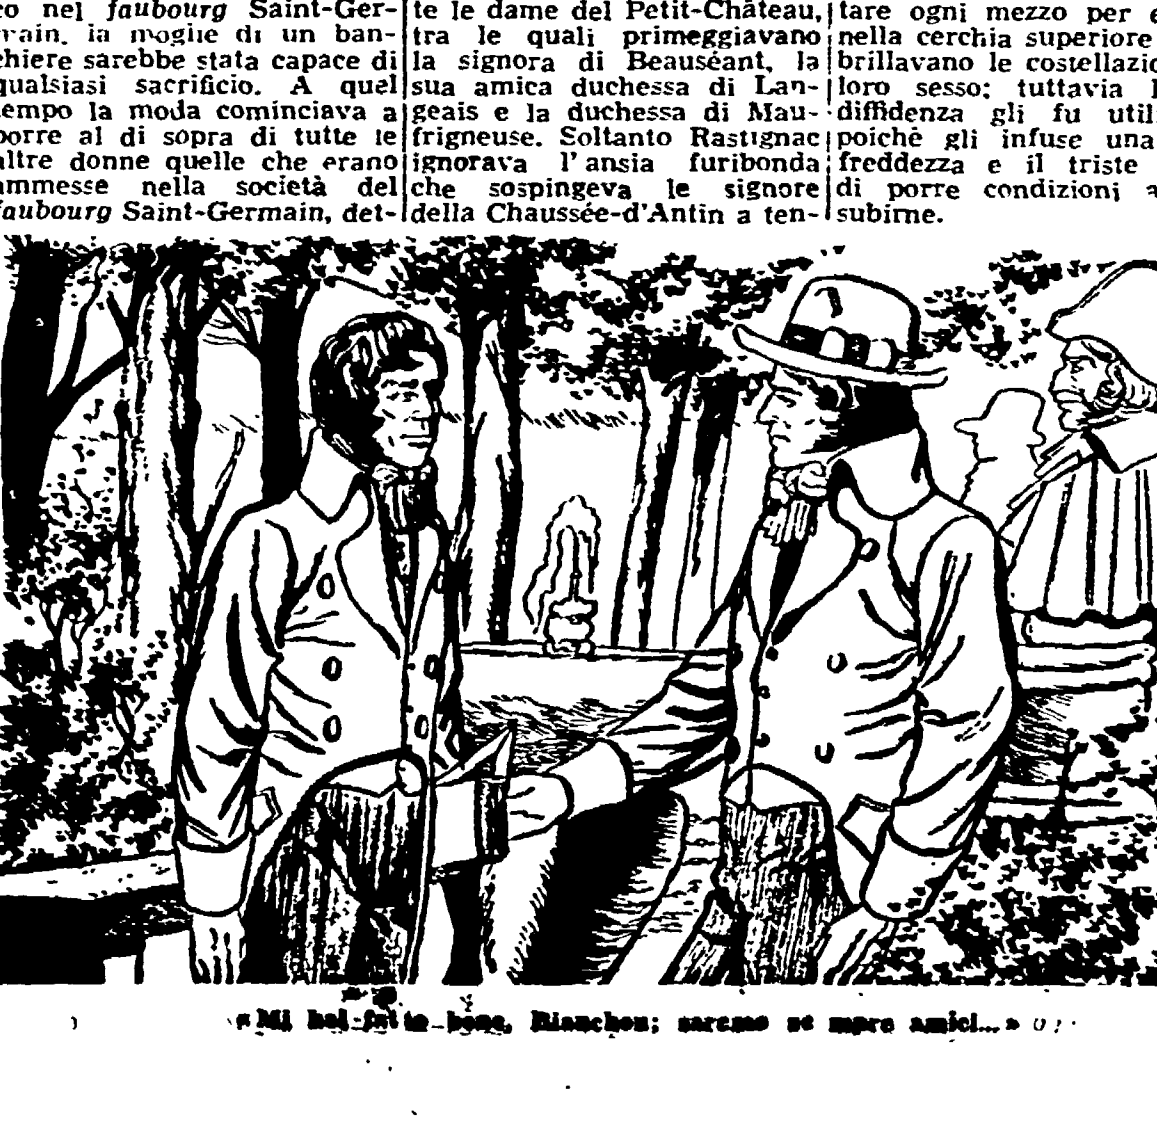 co nel faubourg Saint-Ger-
rain, la moglie di un ban-
chiere sarebbe stata capace di
qualsiasi sacrificio. A quel
tempo la moda cominciava a
porre al di sopra di tutte le
altre donne quelle che erano
ammesse nella società del
faubourg Saint-Germain, det-
te le dame del Petit-Château,
tra le quali primeggiavano
la signora di Beauséant, la
sua amica duchessa di Lan-
geais e la duchessa di Mau-
frigneuse. Soltanto Rastignac
ignorava l'ansia furibonda
che sospingeva le signore
della Chaussée-d'Antin a ten-
tare ogni mezzo per e
nella cerchia superiore
brillavano le costellazio
loro sesso; tuttavia l
diffidenza gli fu utili
poichè gli infuse una
freddezza e il triste
di porre condizioni a
subirne.
«Mi hai fatto bene, Bianchon; saremo sempre amici...»